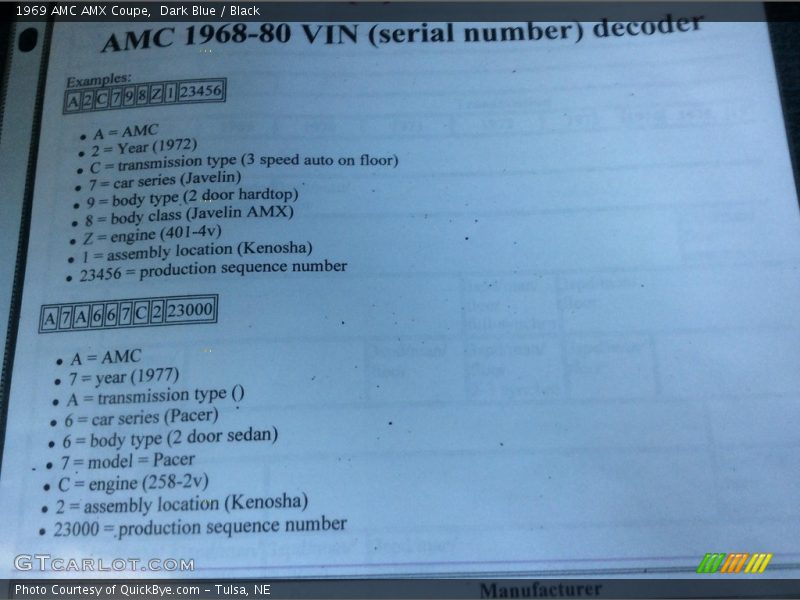 1969 AMC AMX Coupe, Dark Blue / Black
AMC 1968-80 VIN (serial number) decoder
Examples:
A2C798Z123456
A = AMC
2 = Year (1972)
C = transmission type (3 speed auto on floor)
7 = car series (Javelin)
9 = body type (2 door hardtop)
8 = body class (Javelin AMX)
Z = engine (401-4v)
1 = assembly location (Kenosha)
23456 = production sequence number
A7A667C223000
A = AMC
7 = year (1977)
A = transmission type ()
6 = car series (Pacer)
6 = body type (2 door sedan)
7 = model = Pacer
C = engine (258-2v)
2 = assembly location (Kenosha)
23000 = production sequence number
GTCARLOT.COM
Photo Courtesy of QuickBye.com - Tulsa, NE
Manufacturer